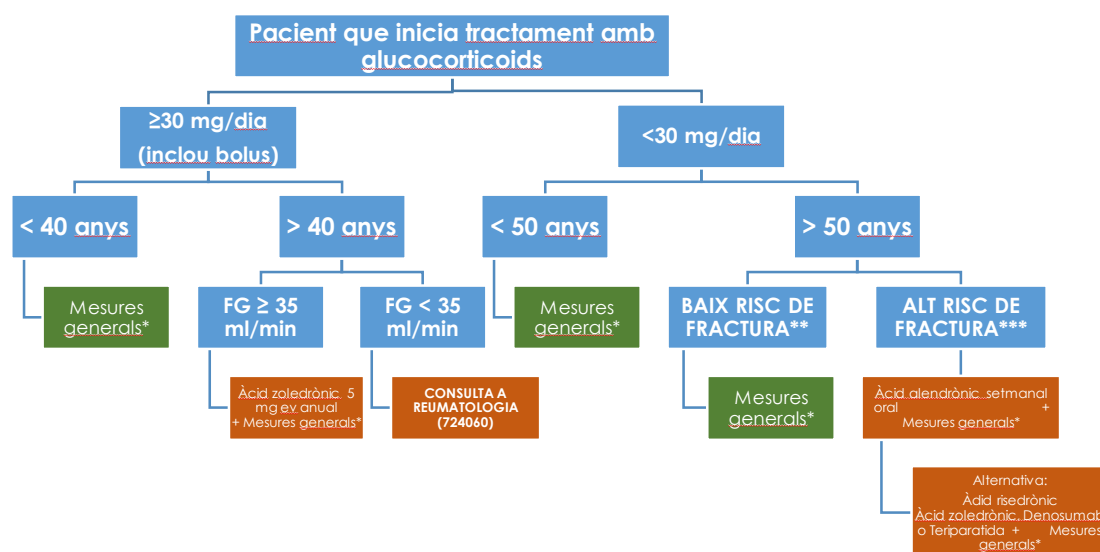 Pacient que inicia tractament amb
glucocorticoids
≥30 mg/dia
(inclou bolus)
<30 mg/dia
< 40 anys
> 40 anys
< 50 anys
> 50 anys
Mesures
generals*
FG ≥ 35
ml/min
FG < 35
ml/min
Mesures
generals*
BAIX RISC DE
FRACTURA**
ALT RISC DE
FRACTURA***
Àcid zoledrònic 5
mg ev anual
+ Mesures generals*
CONSULTA A
REUMATOLOGIA
(724060)
Mesures
generals*
Àcid alendrònic setmanal
oral +
Mesures generals*
Alternativa:
Àdid risedrònic
Àcid zoledrònic, Denosumab
o Teriparatida + Mesures
generals*